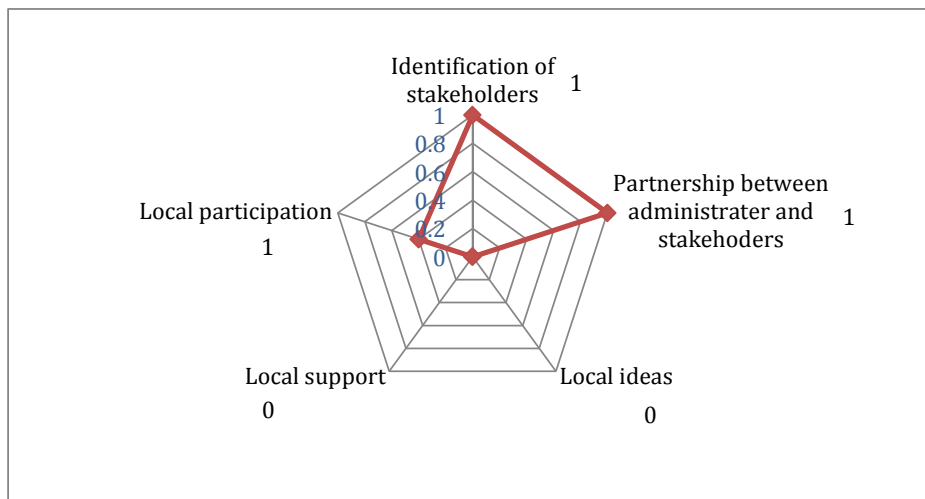 Identification of
stakeholders
1
1
0.8
0.6
0.4
0.2
0
Partnership between
administrater and
stakehoders
1
Local ideas
0
Local support
0
Local participation
1